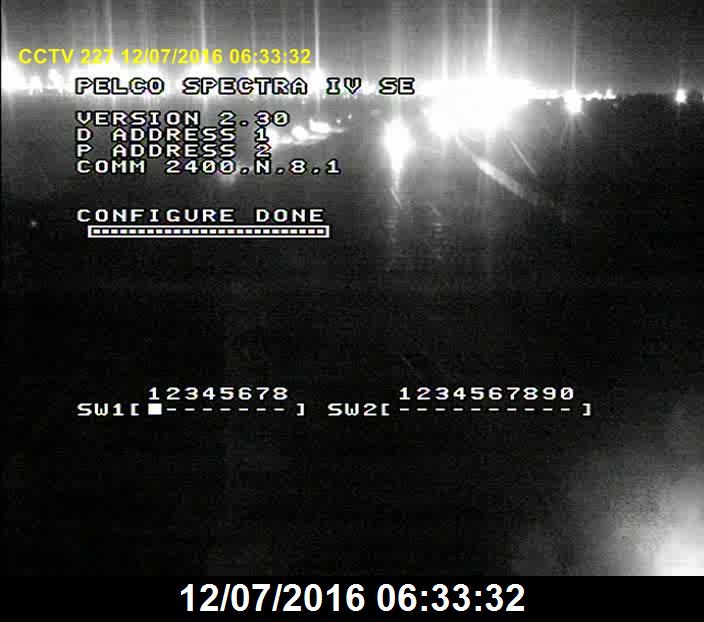 CCTV 227 12/07/2016 06:33:32
PELCO SPECTRA IV SE
VERSION 2.30
D ADDRESS 1
P ADDRESS 2
COMM 2400.N.8.1
CONFIGURE DONE
12345678 1234567890
SW1[■-------] SW2[----------]
12/07/2016 06:33:32